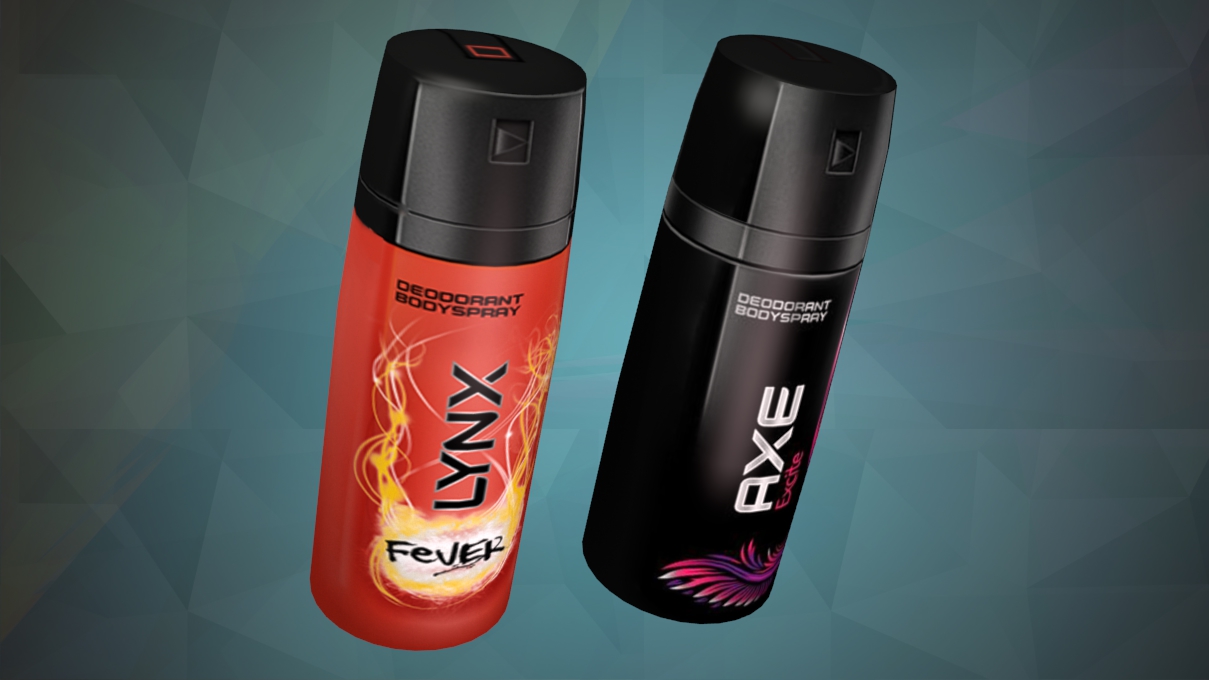 DEODORANT
BODYSPRAY
LYNX
FEVER
DEODORANT
BODYSPRAY
AXE
Excite